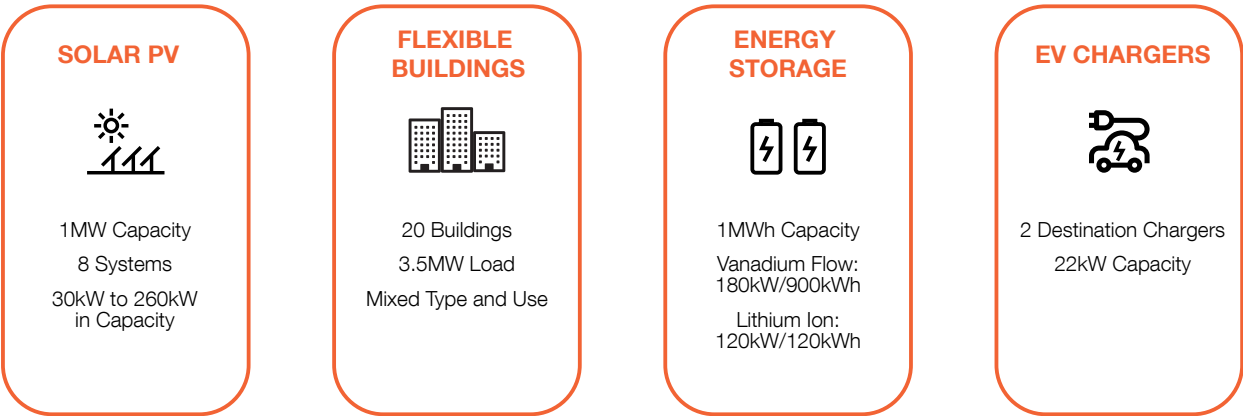 SOLAR PV
1MW Capacity
8 Systems
30kW to 260kW
in Capacity
FLEXIBLE
BUILDINGS
20 Buildings
3.5MW Load
Mixed Type and Use
ENERGY
STORAGE
1MWh Capacity
Vanadium Flow:
180kW/900kWh
Lithium Ion:
120kW/120kWh
EV CHARGERS
2 Destination Chargers
22kW Capacity